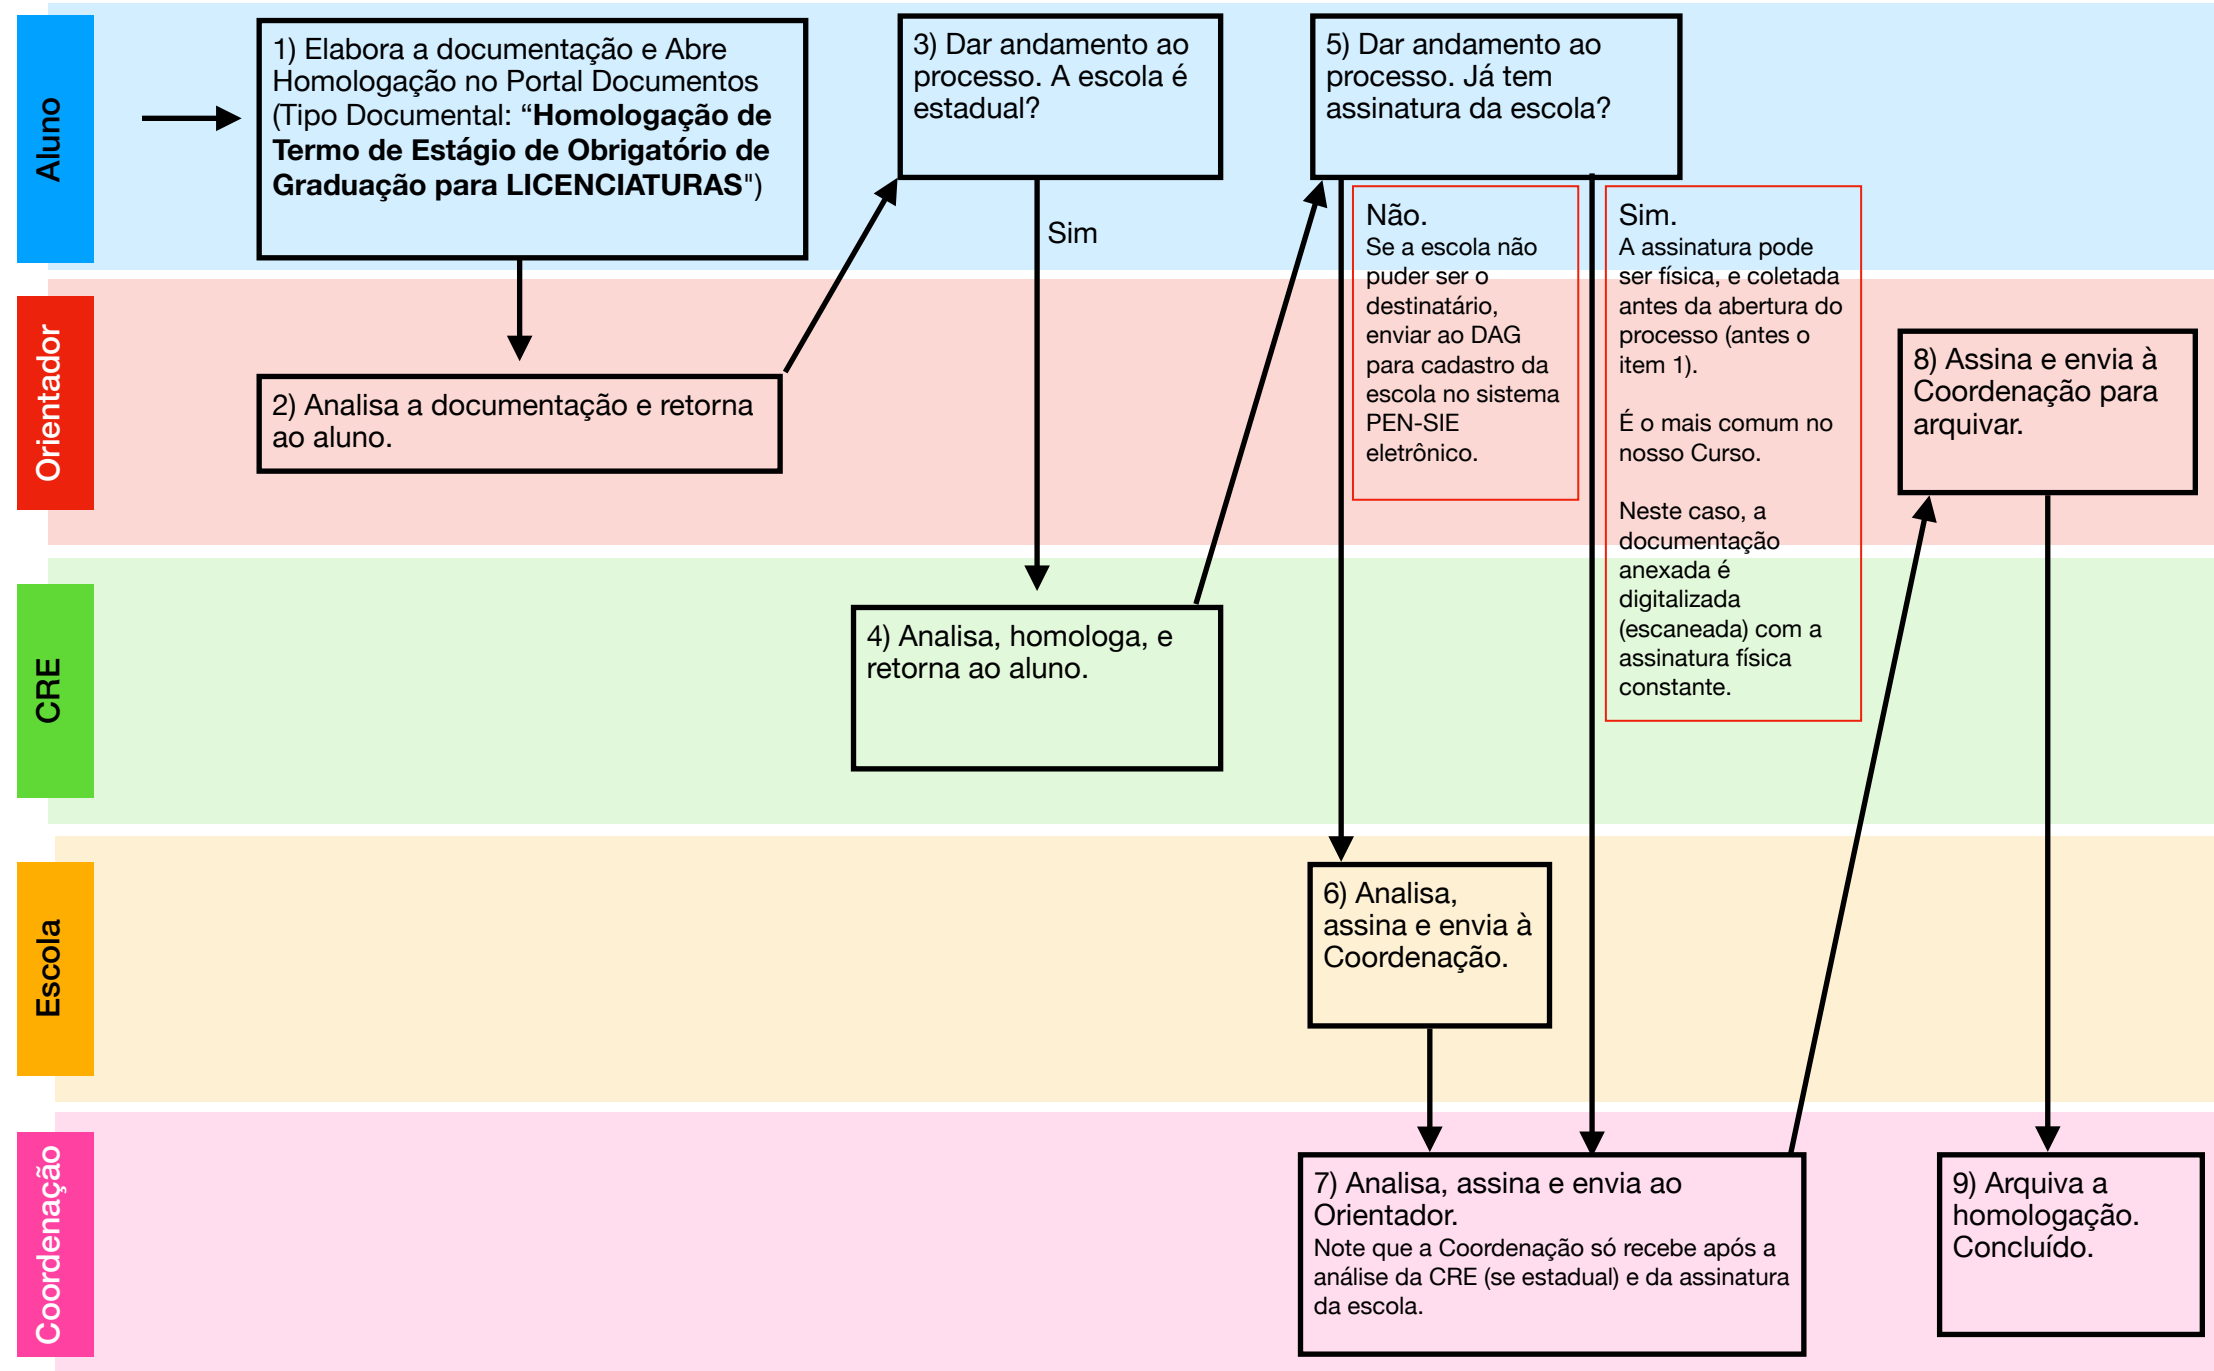 Aluno
1) Elabora a documentação e Abre
Homologação no Portal Documentos
(Tipo Documental: “Homologação de
Termo de Estágio de Obrigatório de
Graduação para LICENCIATURAS")
3) Dar andamento ao
processo. A escola é
estadual?
5) Dar andamento ao
processo. Já tem
assinatura da escola?
Sim
Não.
Se a escola não
puder ser o
destinatário,
enviar ao DAG
para cadastro da
escola no sistema
PEN-SIE
eletrônico.
Sim.
A assinatura pode
ser física, e coletada
antes da abertura do
processo (antes o
item 1).
É o mais comum no
nosso Curso.
Neste caso, a
documentação
anexada é
digitalizada
(escaneada) com a
assinatura física
constante.
Orientador
2) Analisa a documentação e retorna
ao aluno.
8) Assina e envia à
Coordenação para
arquivar.
CRE
4) Analisa, homologa, e
retorna ao aluno.
Escola
6) Analisa,
assina e envia à
Coordenação.
Coordenação
7) Analisa, assina e envia ao
Orientador.
Note que a Coordenação só recebe após a
análise da CRE (se estadual) e da assinatura
da escola.
9) Arquiva a
homologação.
Concluído.